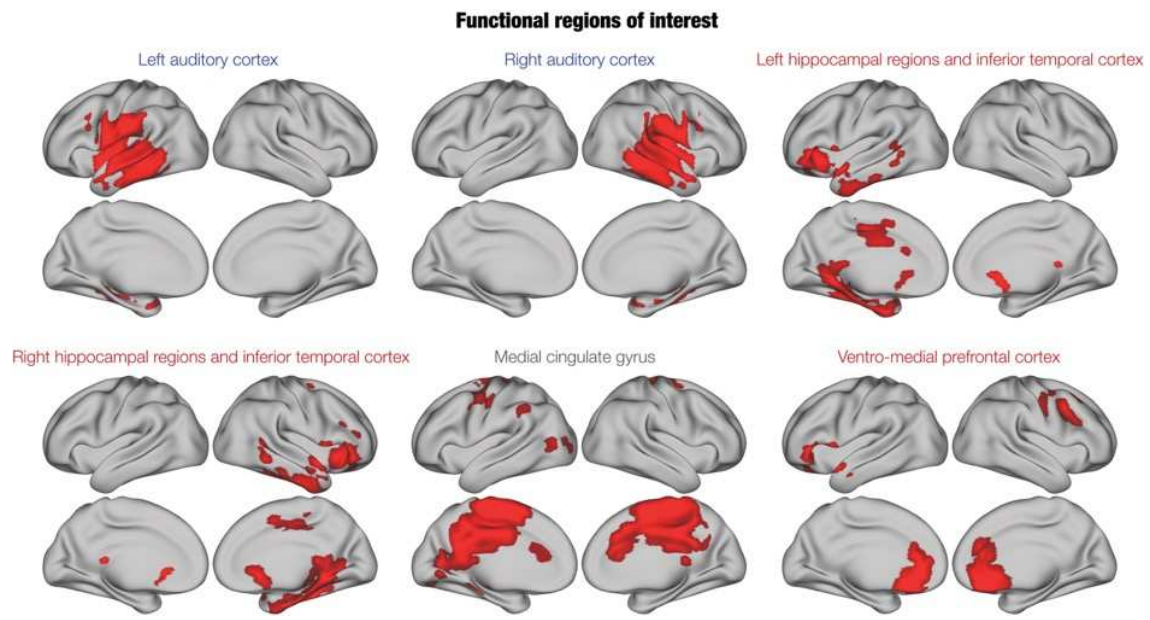 Functional regions of interest
Left auditory cortex
Right auditory cortex
Left hippocampal regions and inferior temporal cortex
Right hippocampal regions and inferior temporal cortex
Medial cingulate gyrus
Ventro-medial prefrontal cortex